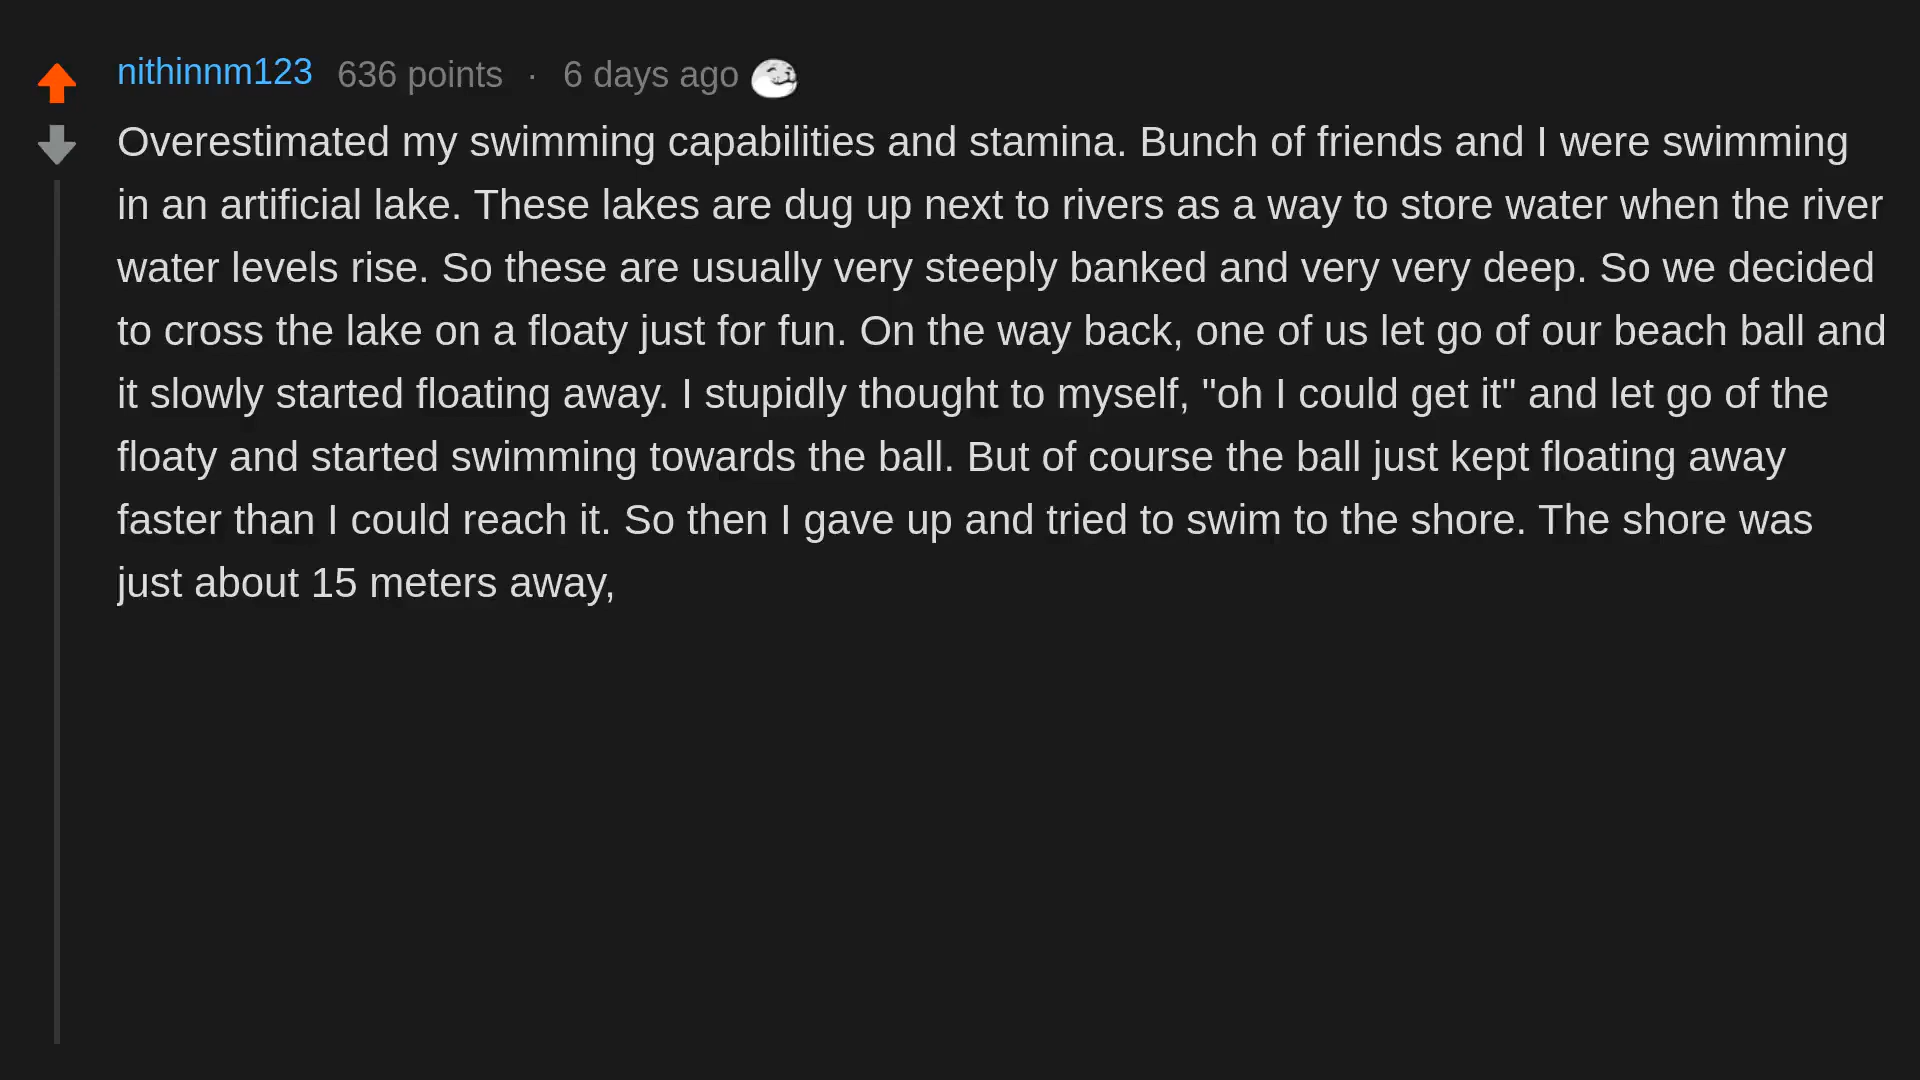 nithinnm123 636 points · 6 days ago
Overestimated my swimming capabilities and stamina. Bunch of friends and I were swimming
in an artificial lake. These lakes are dug up next to rivers as a way to store water when the river
water levels rise. So these are usually very steeply banked and very very deep. So we decided
to cross the lake on a floaty just for fun. On the way back, one of us let go of our beach ball and
it slowly started floating away. I stupidly thought to myself, "oh I could get it" and let go of the
floaty and started swimming towards the ball. But of course the ball just kept floating away
faster than I could reach it. So then I gave up and tried to swim to the shore. The shore was
just about 15 meters away,